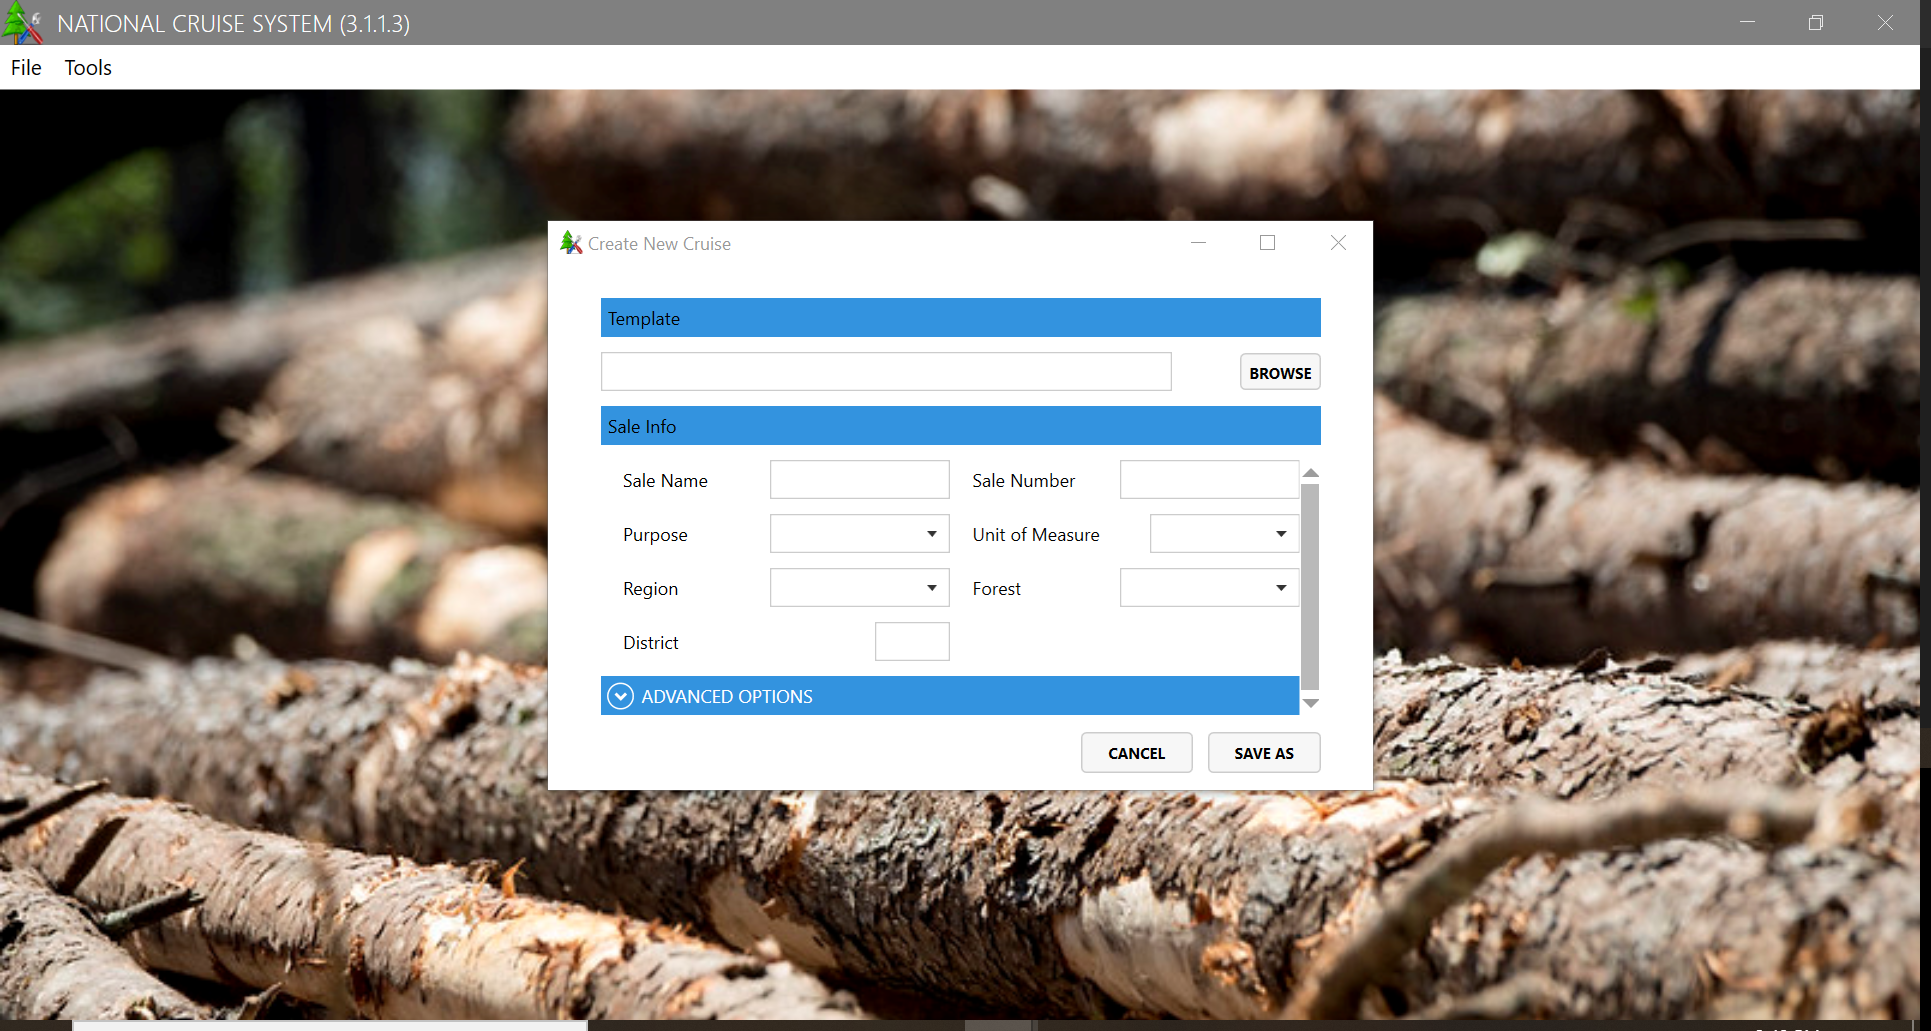 NATIONAL CRUISE SYSTEM (3.1.1.3)
File Tools
Create New Cruise
Template
BROWSE
Sale Info
Sale Name Sale Number
Purpose Unit of Measure
Region Forest
District
ADVANCED OPTIONS
CANCEL SAVE AS